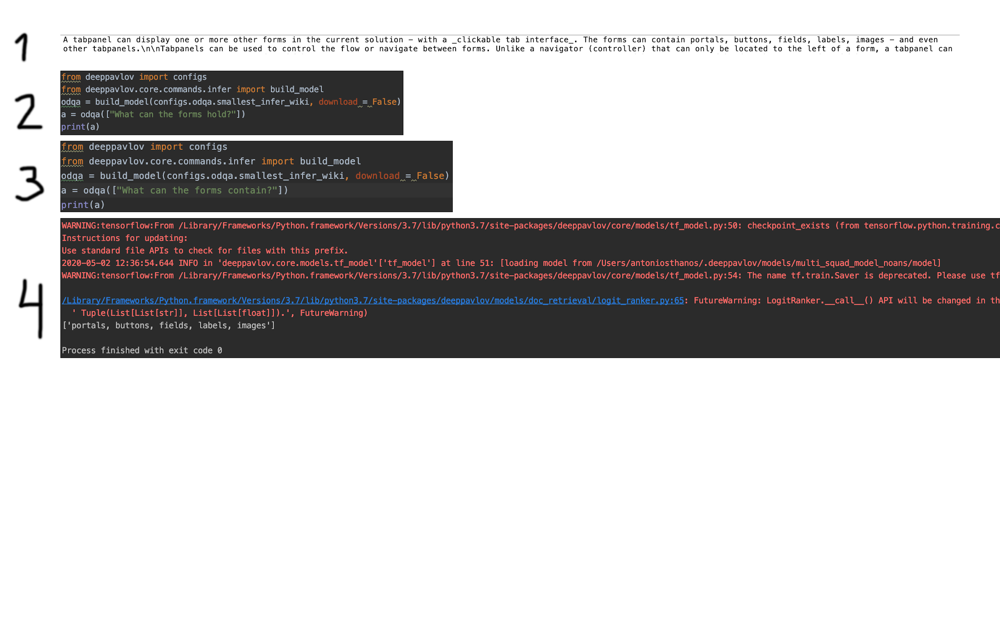 1
A tabpanel can display one or more other forms in the current solution – with a _clickable tab interface_. The forms can contain portals, buttons, fields, labels, images – and even
other tabpanels.\n\nTabpanels can be used to control the flow or navigate between forms. Unlike a navigator (controller) that can only be located to the left of a form, a tabpanel can
2
from deeppavlov import configs
from deeppavlov.core.commands.infer import build_model
odqa = build_model(configs.odqa.smallest_infer_wiki, download = False)
a = odqa(["What can the forms hold?"])
print(a)
3
from deeppavlov import configs
from deeppavlov.core.commands.infer import build_model
odqa = build_model(configs.odqa.smallest_infer_wiki, download = False)
a = odqa(["What can the forms contain?"])
print(a)
4
WARNING:tensorflow:From /Library/Frameworks/Python.framework/Versions/3.7/lib/python3.7/site-packages/deeppavlov/core/models/tf_model.py:50: checkpoint_exists (from tensorflow.python.training.c
Instructions for updating:
Use standard file APIs to check for files with this prefix.
2020-05-02 12:36:54.644 INFO in 'deeppavlov.core.models.tf_model'['tf_model'] at line 51: [loading model from /Users/antoniosthanos/.deeppavlov/models/multi_squad_model_noans/model]
WARNING:tensorflow:From /Library/Frameworks/Python.framework/Versions/3.7/lib/python3.7/site-packages/deeppavlov/core/models/tf_model.py:54: The name tf.train.Saver is deprecated. Please use tf
/Library/Frameworks/Python.framework/Versions/3.7/lib/python3.7/site-packages/deeppavlov/models/doc_retrieval/logit_ranker.py:65: FutureWarning: LogitRanker.__call__() API will be changed in th
' Tuple(List[List[str]], List[List[float]]).', FutureWarning)
['portals, buttons, fields, labels, images']
Process finished with exit code 0